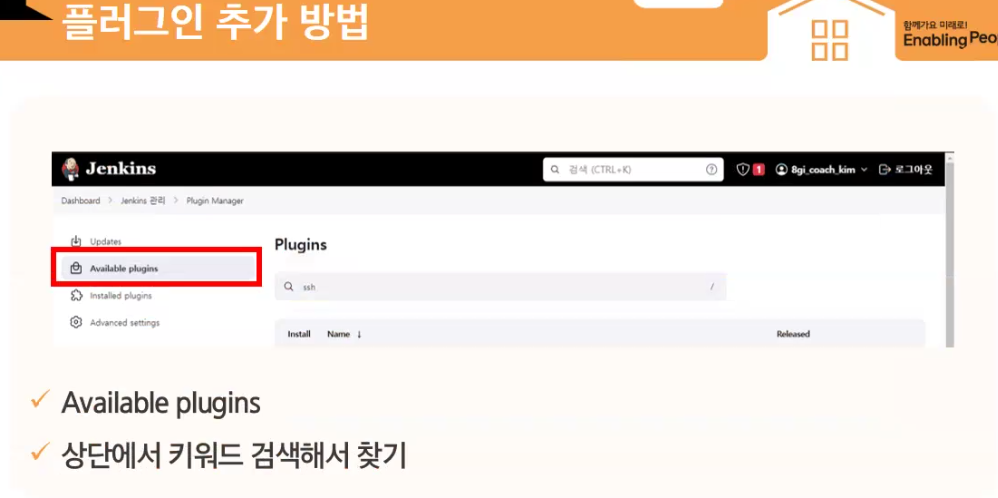 플러그인 추가 방법
함께가요 미래로!
Enabling
Jenkins
검색 (CTRL+K)
1
8gi_coach_kim
로그아웃
Dashboard > Jenkins 관리 > Plugin Manager
Updates
Available plugins
Installed plugins
Advanced settings
Plugins
ssh
/
Install Name ↓ Released
✓ Available plugins
✓ 상단에서 키워드 검색해서 찾기